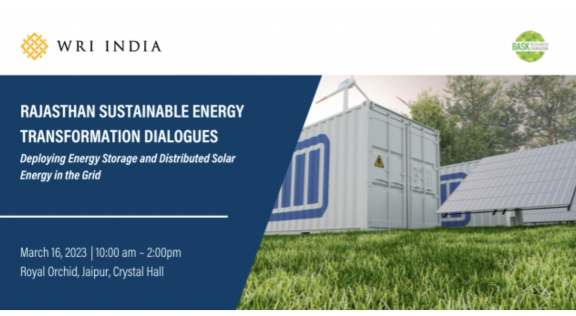 WRI INDIA
BASK
RAJASTHAN SUSTAINABLE ENERGY
TRANSFORMATION DIALOGUES
Deploying Energy Storage and Distributed Solar
Energy in the Grid
March 16, 2023 | 10:00 am – 2:00pm
Royal Orchid, Jaipur, Crystal Hall